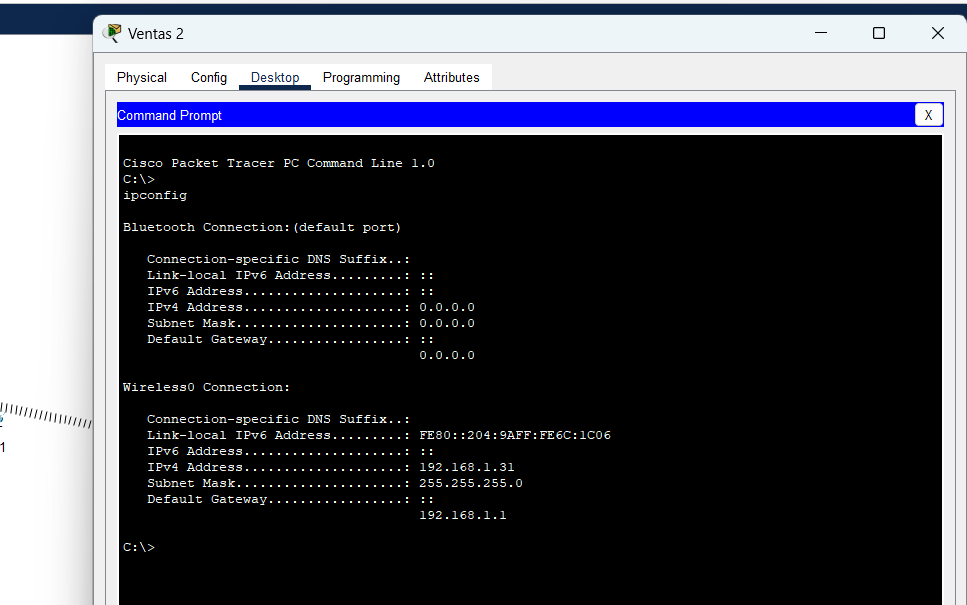 Ventas 2
Physical Config Desktop Programming Attributes
Command Prompt X
Cisco Packet Tracer PC Command Line 1.0
C:\>
ipconfig
Bluetooth Connection:(default port)
Connection-specific DNS Suffix..:
Link-local IPv6 Address.........: ::
IPv6 Address....................: ::
IPv4 Address....................: 0.0.0.0
Subnet Mask.....................: 0.0.0.0
Default Gateway.................: ::
0.0.0.0
Wireless0 Connection:
Connection-specific DNS Suffix..:
Link-local IPv6 Address.........: FE80::204:9AFF:FE6C:1C06
IPv6 Address....................: ::
IPv4 Address....................: 192.168.1.31
Subnet Mask.....................: 255.255.255.0
Default Gateway.................: ::
192.168.1.1
C:\>
1